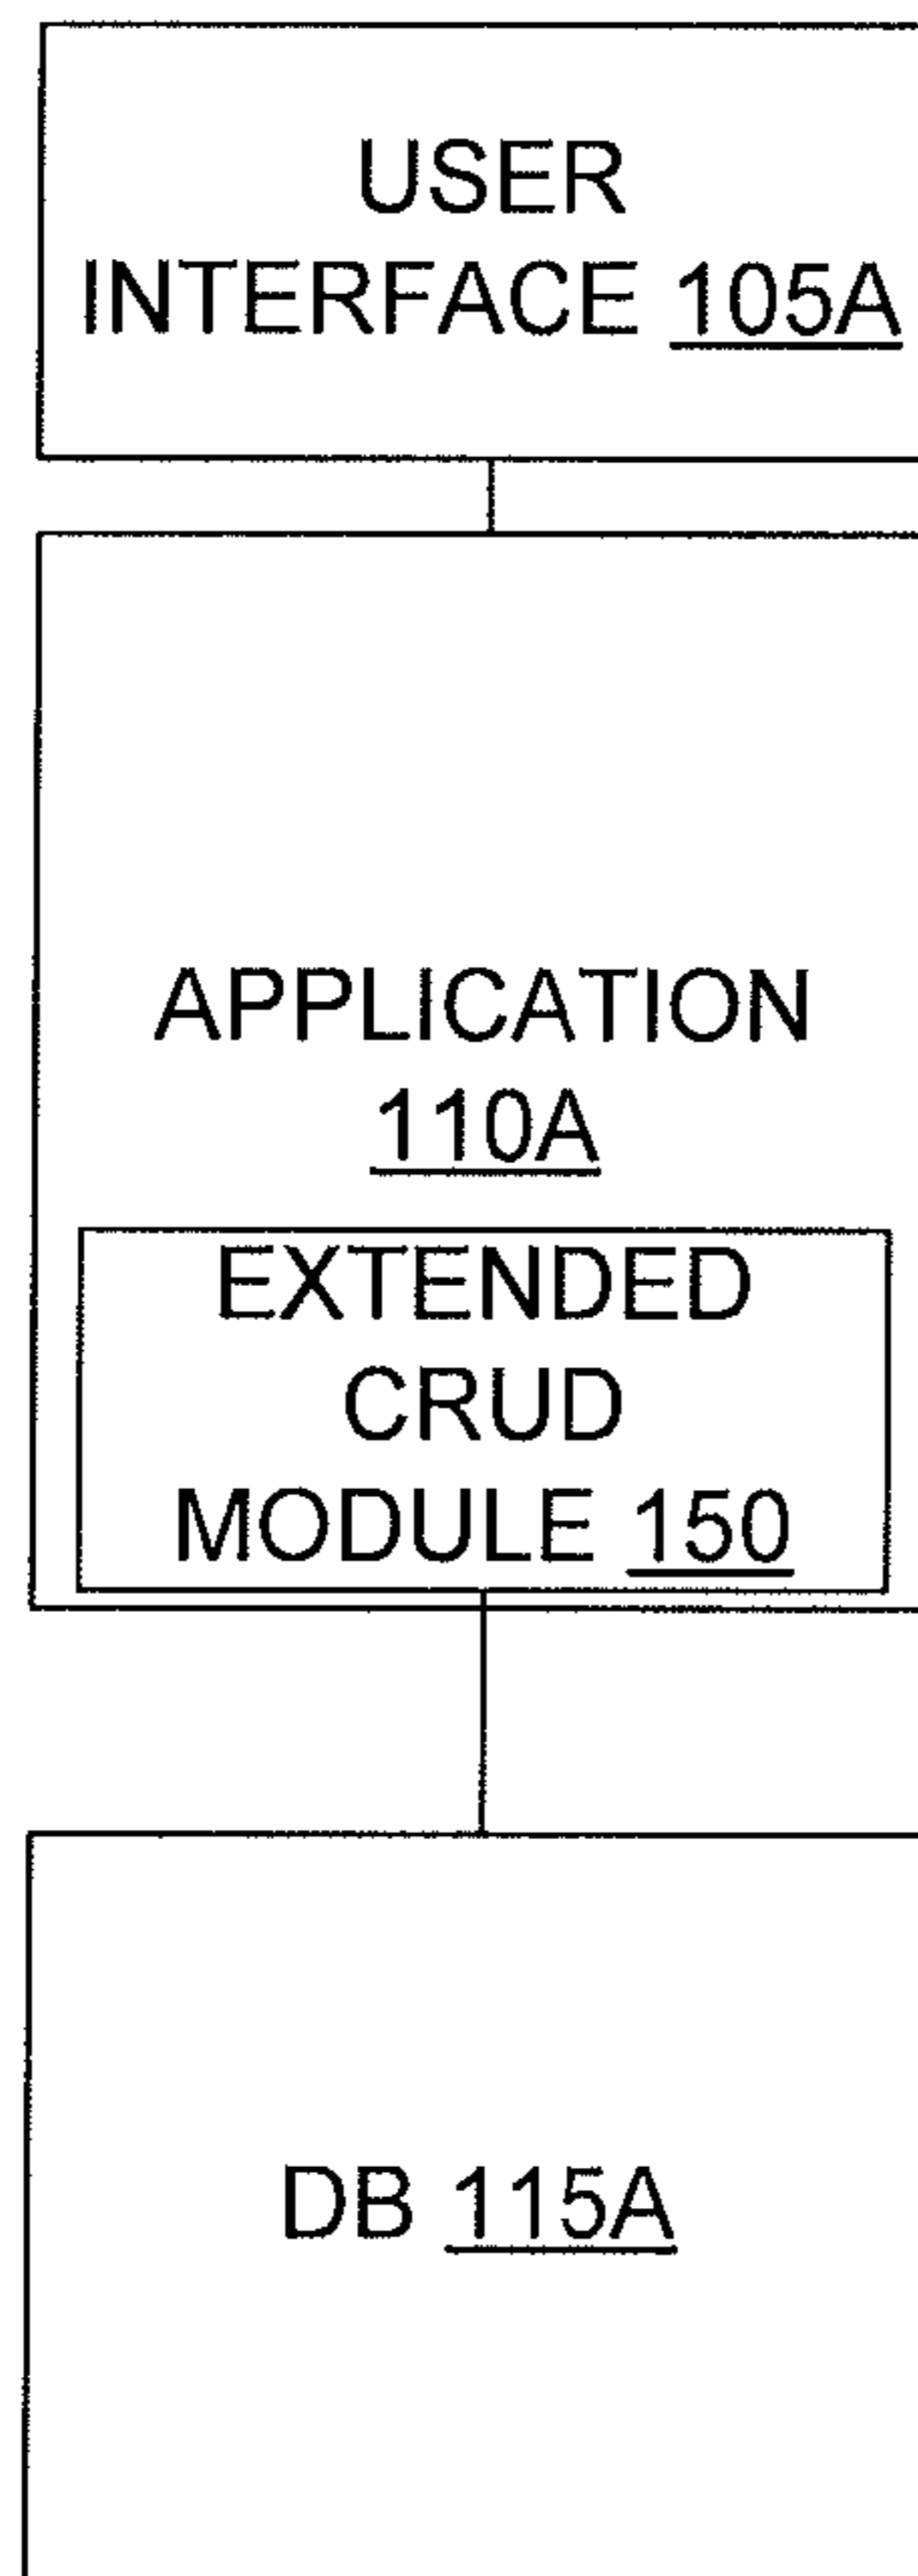 USER
INTERFACE 105A
APPLICATION
110A
EXTENDED
CRUD
MODULE 150
DB 115A